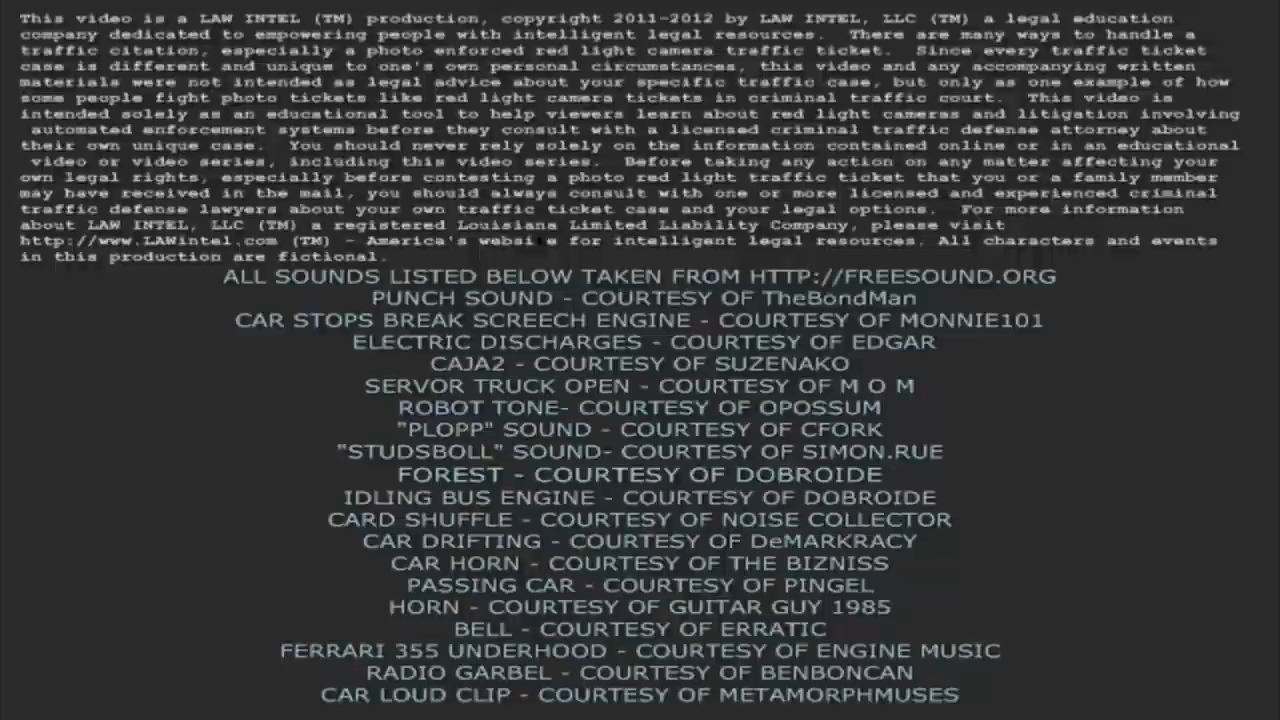 This video is a LAW INTEL (TM) production, copyright 2011-2012 by LAW INTEL, LLC (TM) a legal education
company dedicated to empowering people with intelligent legal resources.  There are many ways to handle a
traffic citation, especially a photo enforced red light camera traffic ticket.  Since every traffic ticket
case is different and unique to one's own personal circumstances, this video and any accompanying written
materials were not intended as legal advice about your specific traffic case, but only as one example of how
some people fight photo tickets like red light camera tickets in criminal traffic court.  This video is
intended solely as an educational tool to help viewers learn about red light cameras and litigation involving
automated enforcement systems before they consult with a licensed criminal traffic defense attorney about
their own unique case.  You should never rely solely on the information contained online or in an educational
video or video series, including this video series.  Before taking any action on any matter affecting your
own legal rights, especially before contesting a photo red light traffic ticket that you or a family member
may have received in the mail, you should always consult with one or more licensed and experienced criminal
traffic defense lawyers about your own traffic ticket case and your legal options.  For more information
about LAW INTEL, LLC (TM) a registered Louisiana Limited Liability Company, please visit
http://www.LAWintel.com (TM) - America's website for intelligent legal resources. All characters and events
in this production are fictional.
ALL SOUNDS LISTED BELOW TAKEN FROM HTTP://FREESOUND.ORG
PUNCH SOUND - COURTESY OF TheBondMan
CAR STOPS BREAK SCREECH ENGINE - COURTESY OF MONNIE101
ELECTRIC DISCHARGES - COURTESY OF EDGAR
CAJA2 - COURTESY OF SUZENAKO
SERVOR TRUCK OPEN - COURTESY OF M O M
ROBOT TONE- COURTESY OF OPOSSUM
"PLOPP" SOUND - COURTESY OF CFORK
"STUDSBOLL" SOUND- COURTESY OF SIMON.RUE
FOREST - COURTESY OF DOBROIDE
IDLING BUS ENGINE - COURTESY OF DOBROIDE
CARD SHUFFLE - COURTESY OF NOISE COLLECTOR
CAR DRIFTING - COURTESY OF DeMARKRACY
CAR HORN - COURTESY OF THE BIZNISS
PASSING CAR - COURTESY OF PINGEL
HORN - COURTESY OF GUITAR GUY 1985
BELL - COURTESY OF ERRATIC
FERRARI 355 UNDERHOOD - COURTESY OF ENGINE MUSIC
RADIO GARBEL - COURTESY OF BENBONCAN
CAR LOUD CLIP - COURTESY OF METAMORPHMUSES